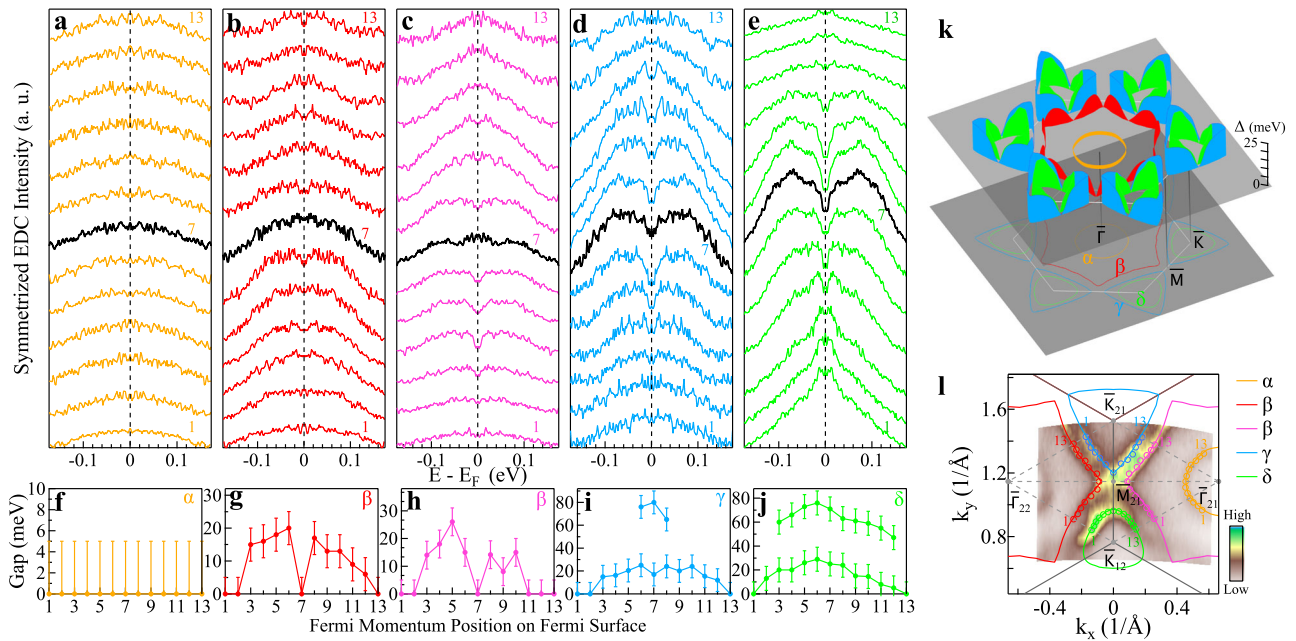 a
b
c
d
e
13
13
13
13
7
7
7
7
7
1
1
1
1
1
Symmetrized EDC Intensity (a. u.)
-0.1 0 0.1
-0.1 0 0.1
-0.1 0 0.1
-0.1 0 0.1
-0.1 0 0.1
E - E_F (eV)
f α
10
8
6
4
2
0
Gap (meV)
1 3 5 7 9 11 13
g β
30
20
10
0
1 3 5 7 9 11 13
h β
30
20
10
0
1 3 5 7 9 11 13
i γ
80
60
40
20
0
1 3 5 7 9 11 13
j δ
80
60
40
20
0
1 3 5 7 9 11 13
Fermi Momentum Position on Fermi Surface
k
Δ (meV)
25
0
Γ̅
K̅
α
β
M̅
γ
δ
l
1.6
1.2
0.8
k_y (1/Å)
K̅21
1 13
13 13 13
M̅21
Γ̅22 Γ̅21
1 1 1
1 13
K̅12
-0.4 0.0 0.4
k_x (1/Å)
α
β
β
γ
δ
High
Low